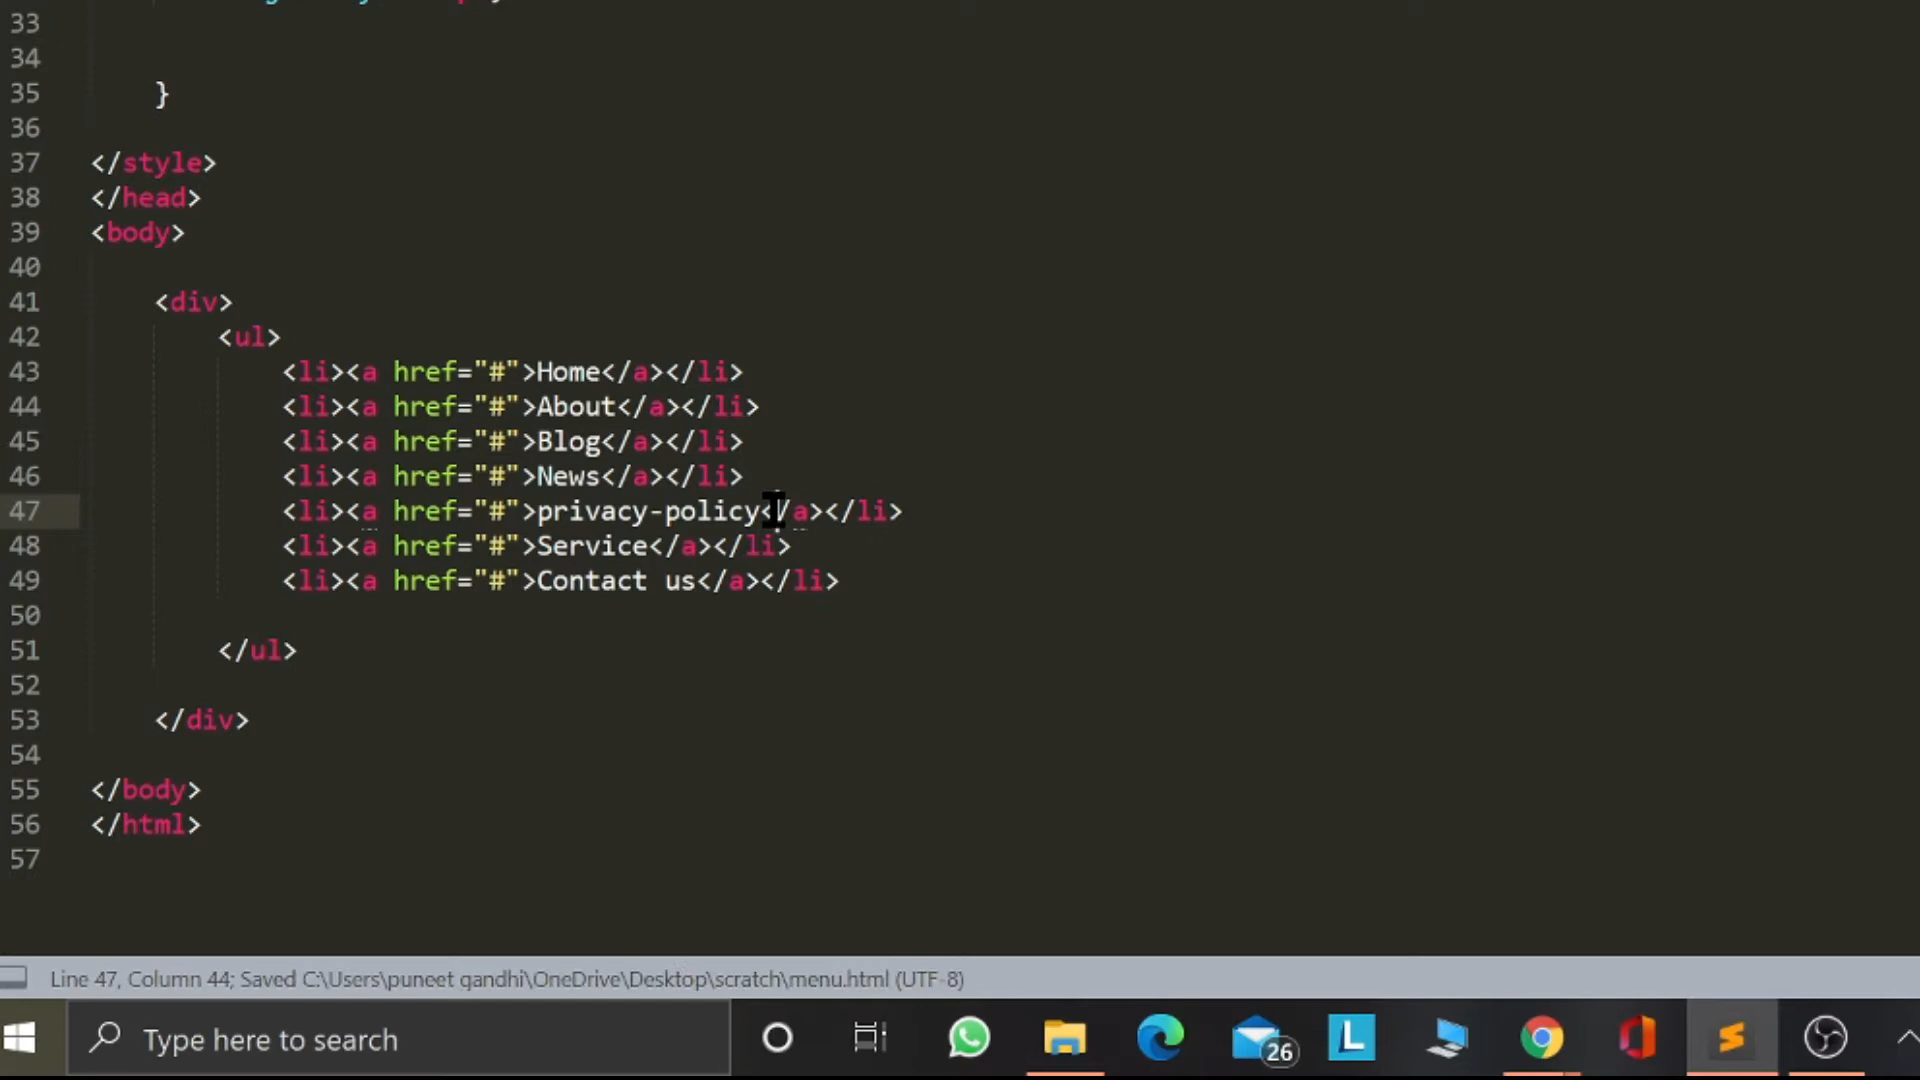 33
34
35 }
36
37 </style>
38 </head>
39 <body>
40
41 <div>
42 <ul>
43 <li><a href="#">Home</a></li>
44 <li><a href="#">About</a></li>
45 <li><a href="#">Blog</a></li>
46 <li><a href="#">News</a></li>
47 <li><a href="#">privacy-policy</a></li>
48 <li><a href="#">Service</a></li>
49 <li><a href="#">Contact us</a></li>
50
51 </ul>
52
53 </div>
54
55 </body>
56 </html>
57
Line 47, Column 44; Saved C:\Users\puneet gandhi\OneDrive\Desktop\scratch\menu.html (UTF-8)
Type here to search
26
L